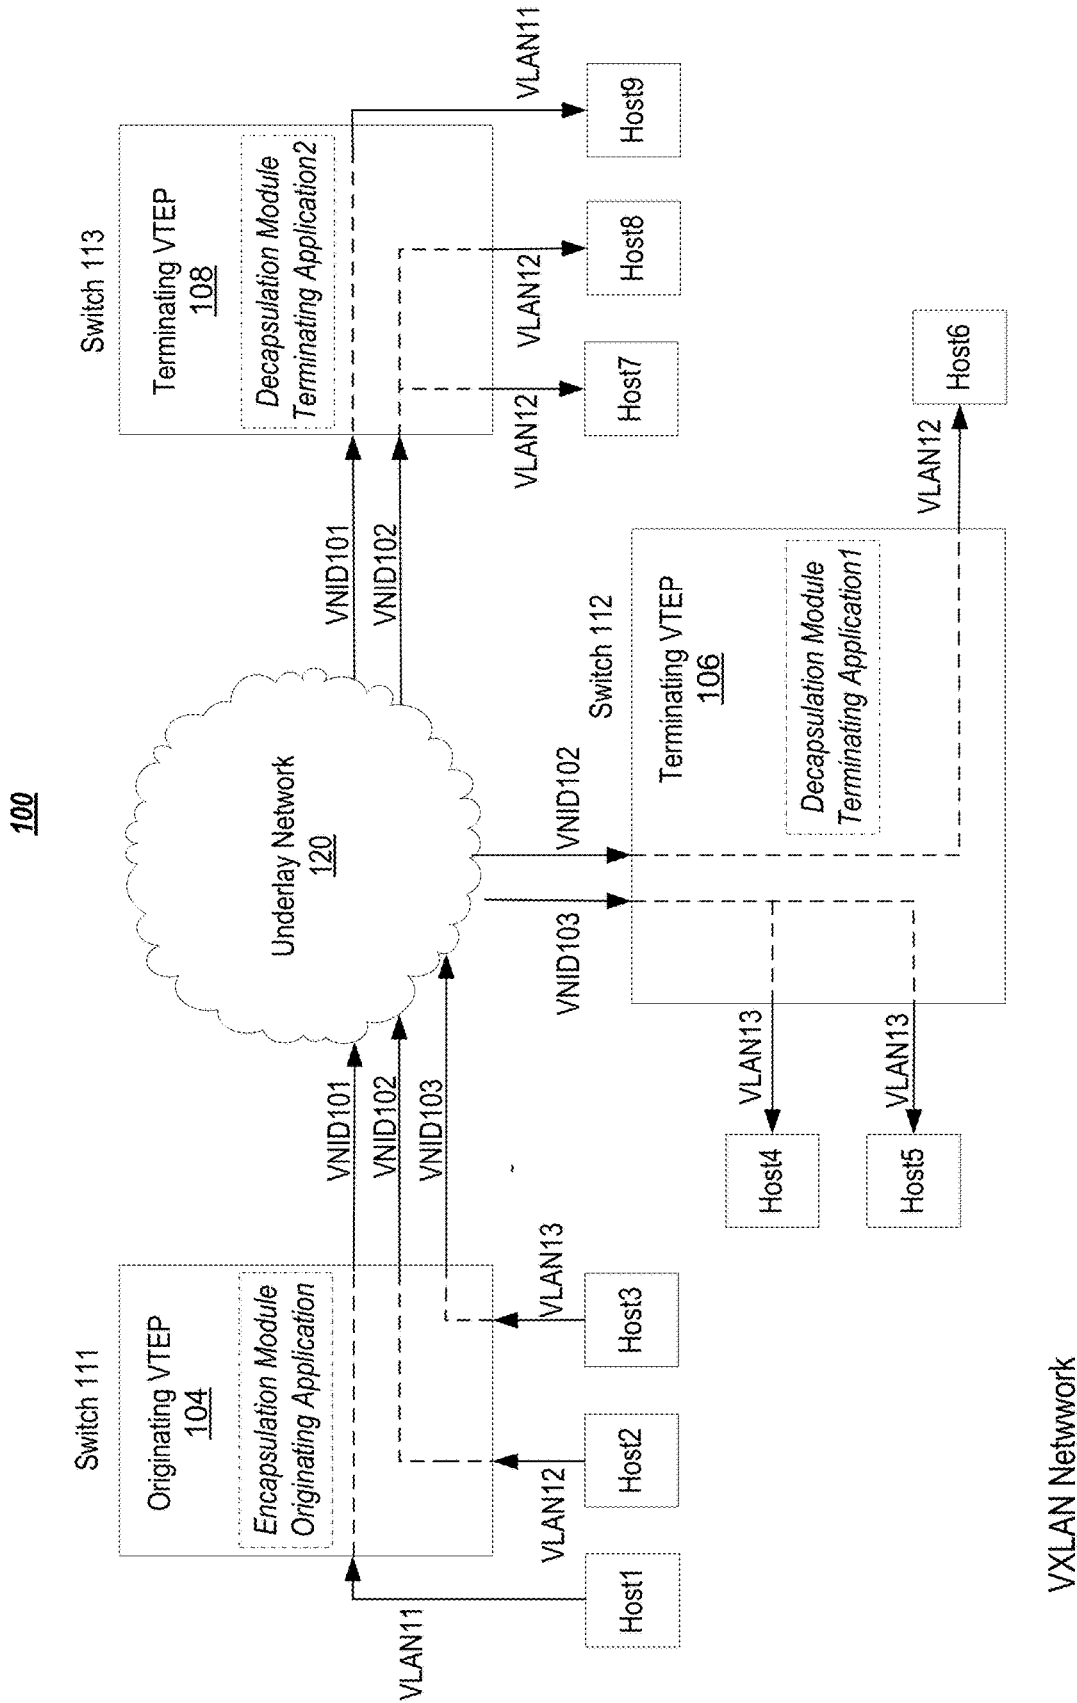 100
Switch 111
Originating VTEP
104
Encapsulation Module
Originating Application
VLAN11
Host1
VLAN12
Host2
VLAN13
Host3
VNID101
VNID102
VNID103
Underlay Network
120
VNID101
VNID102
Switch 113
Terminating VTEP
108
Decapsulation Module
Terminating Application2
VLAN12
Host7
VLAN12
Host8
VLAN11
Host9
VNID103
VNID102
Switch 112
Terminating VTEP
106
Decapsulation Module
Terminating Application1
VLAN13
Host4
VLAN13
Host5
VLAN12
Host6
VXLAN Netwwork